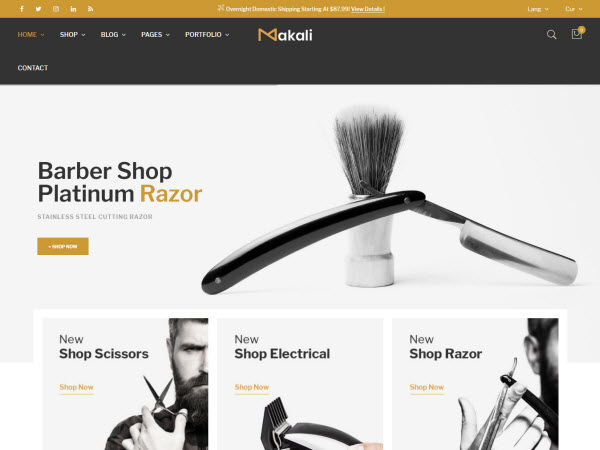 Overnight Domestic Shipping Starting At $87.99! View Details |
Lang
Cur
HOME
SHOP
BLOG
PAGES
PORTFOLIO
Makali
0
CONTACT
Barber Shop
Platinum Razor
STAINLESS STEEL CUTTING RAZOR
+ SHOP NOW
New
Shop Scissors
Shop Now
New
Shop Electrical
Shop Now
New
Shop Razor
Shop Now